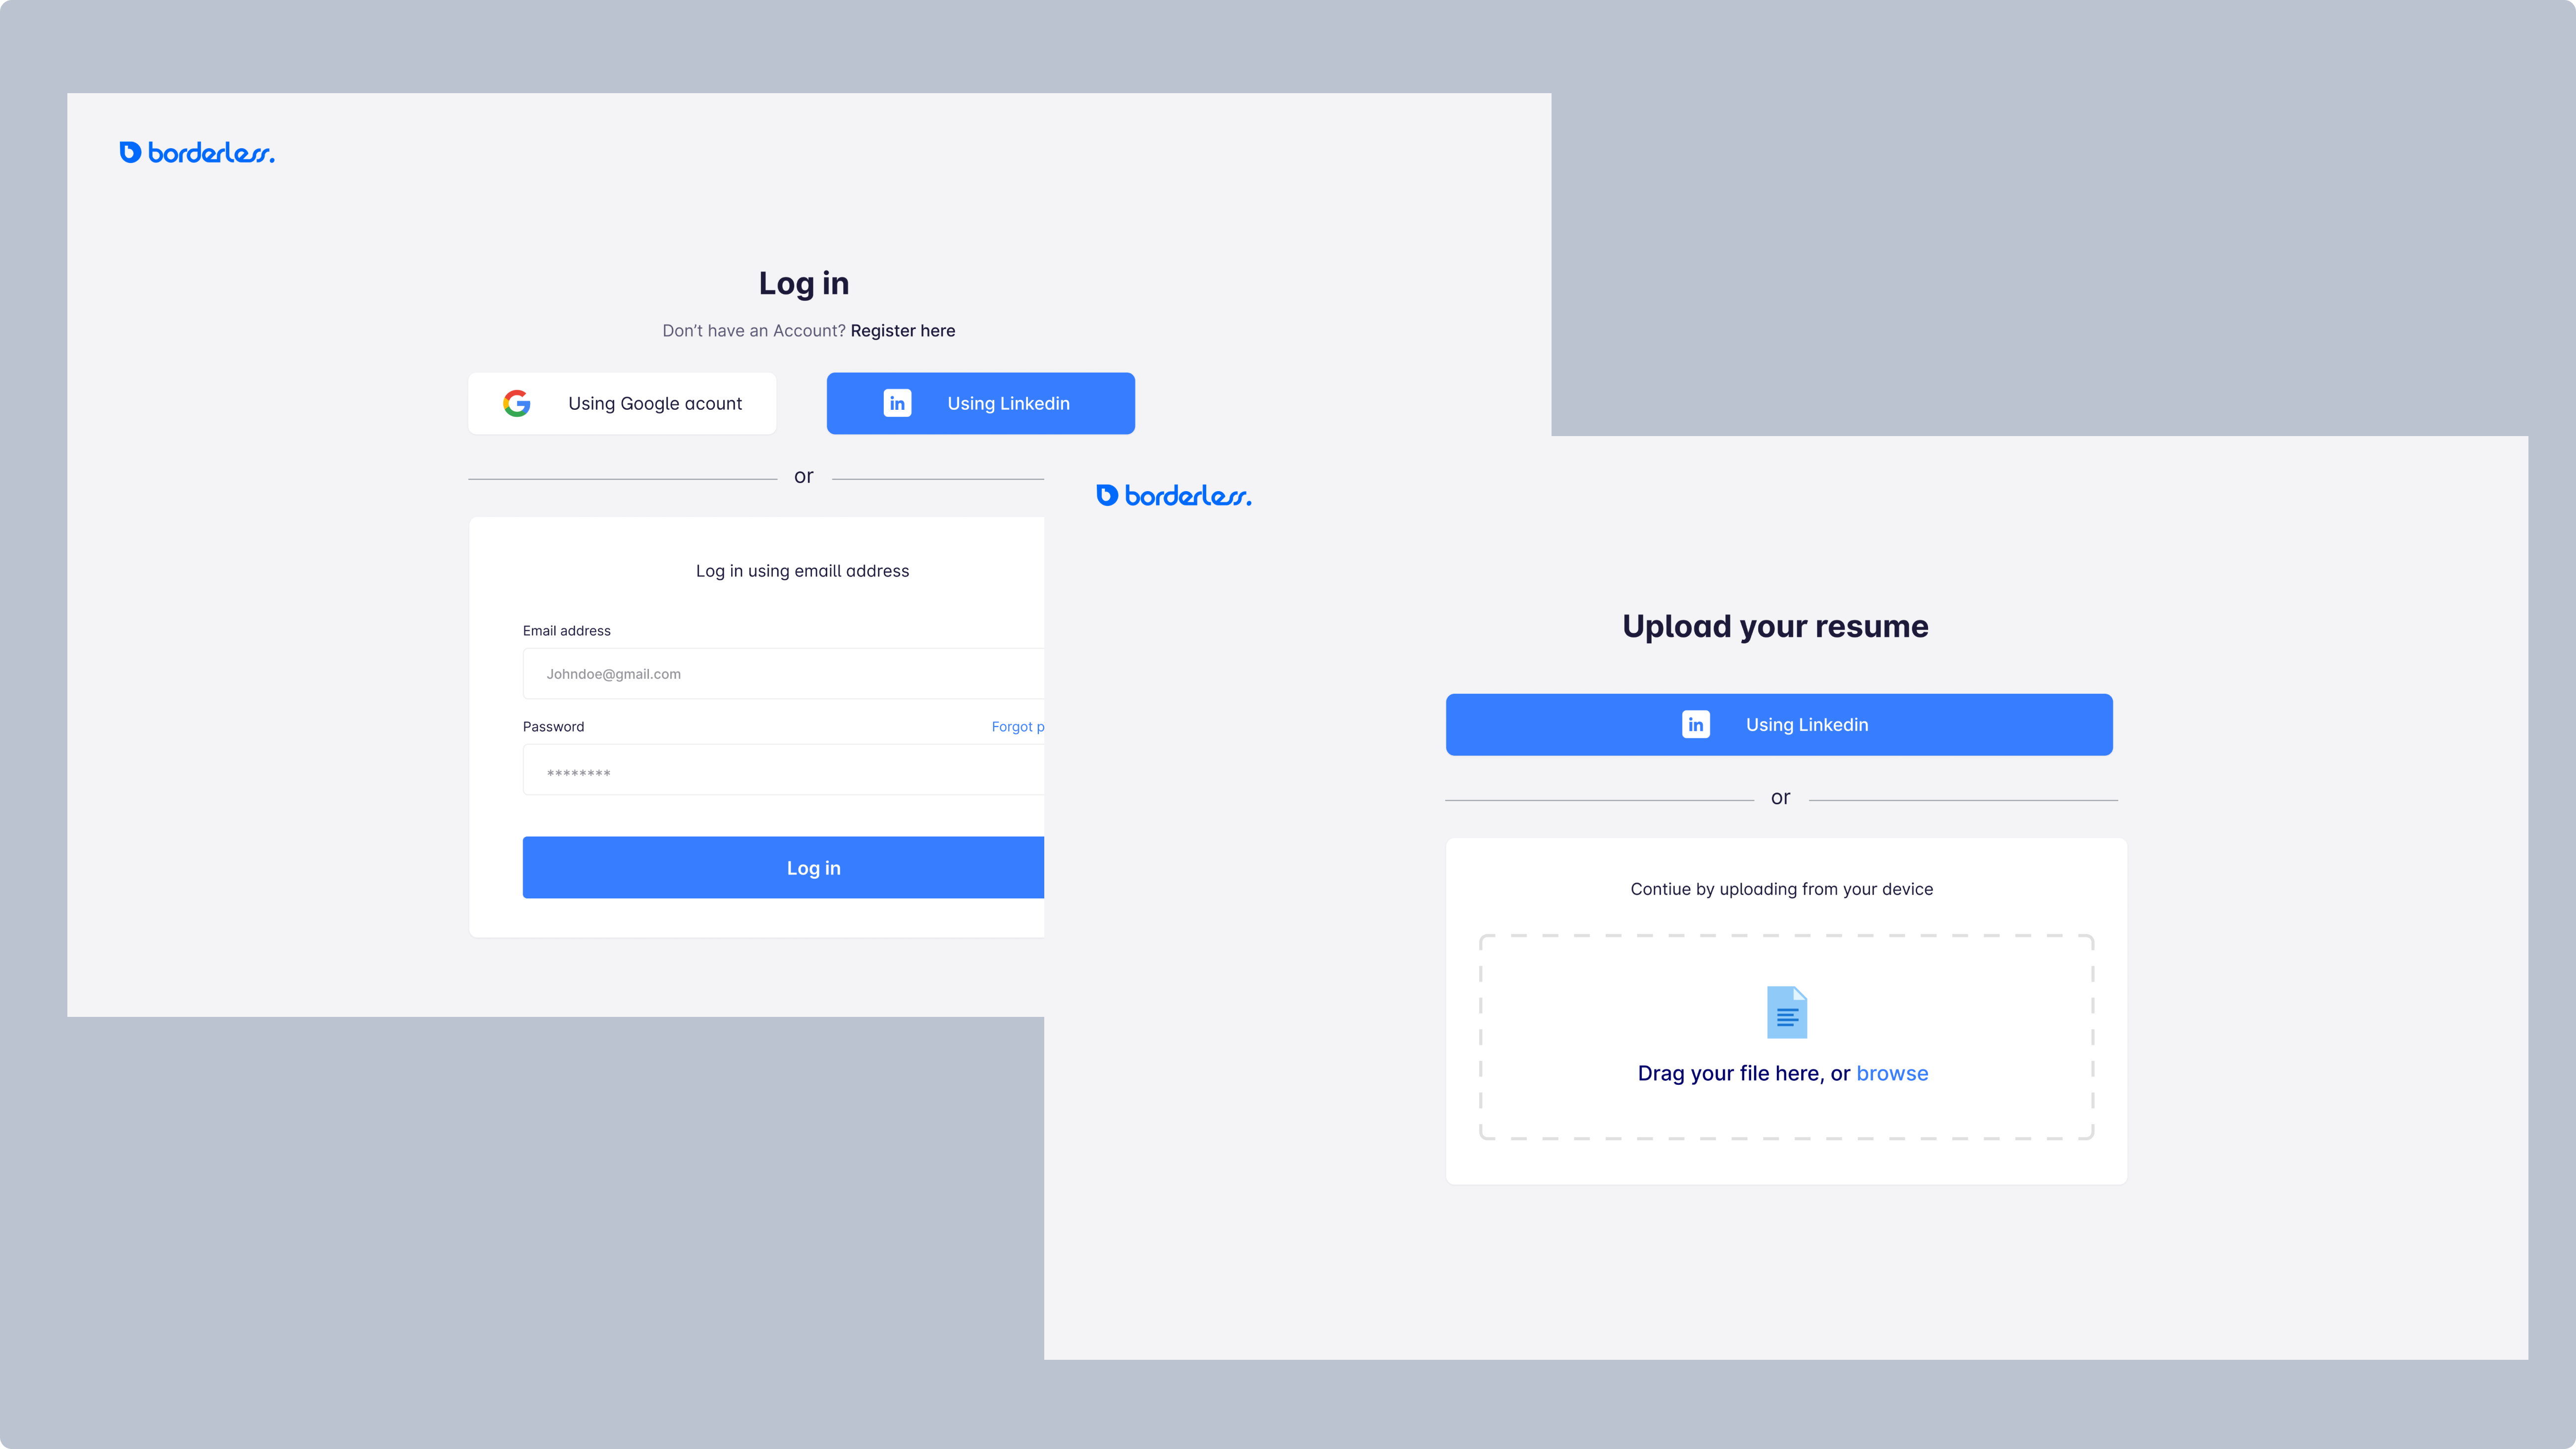 borderless.
Log in
Don't have an Account? Register here
Using Google acount
in Using Linkedin
or
Log in using emaill address
Email address
Johndoe@gmail.com
Password
Forgot p
********
Log in
borderless.
Upload your resume
in Using Linkedin
or
Contiue by uploading from your device
Drag your file here, or browse